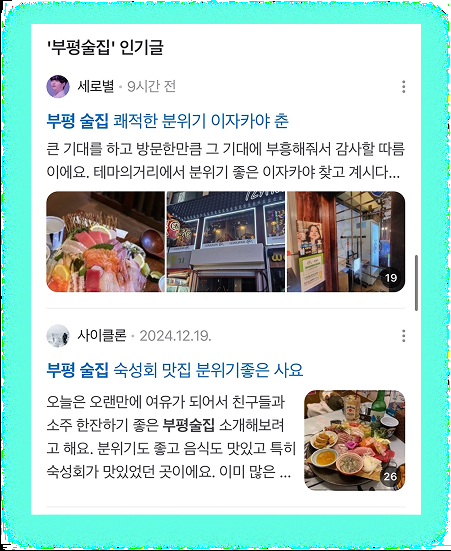 '부평술집' 인기글
세로별 · 9시간 전
부평 술집 쾌적한 분위기 이자카야 춘
큰 기대를 하고 방문한만큼 그 기대에 부흥해줘서 감사할 따름
이에요. 테마의거리에서 분위기 좋은 이자카야 찾고 계시다...
19
사이클론 · 2024.12.19.
부평 술집 숙성회 맛집 분위기좋은 사요
오늘은 오랜만에 여유가 되어서 친구들과
소주 한잔하기 좋은 부평술집 소개해보려
고 해요. 분위기도 좋고 음식도 맛있고 특히
숙성회가 맛있었던 곳이에요. 이미 많은 ...
26